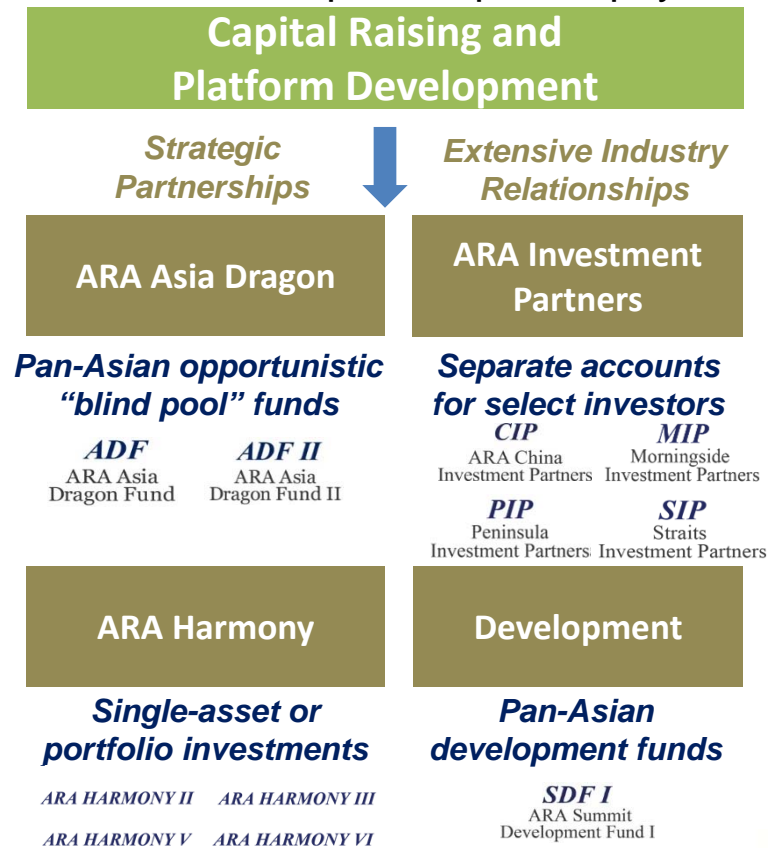 Capital Raising and
Platform Development
Strategic
Partnerships
Extensive Industry
Relationships
ARA Asia Dragon
ARA Investment
Partners
Pan-Asian opportunistic
“blind pool” funds
Separate accounts
for select investors
ADF
ARA Asia
Dragon Fund
ADF II
ARA Asia
Dragon Fund II
CIP
ARA China
Investment Partners
MIP
Morningside
Investment Partners
PIP
Peninsula
Investment Partners
SIP
Straits
Investment Partners
ARA Harmony
Development
Single-asset or
portfolio investments
Pan-Asian
development funds
ARA HARMONY II
ARA HARMONY III
ARA HARMONY V
ARA HARMONY VI
SDF I
ARA Summit
Development Fund I